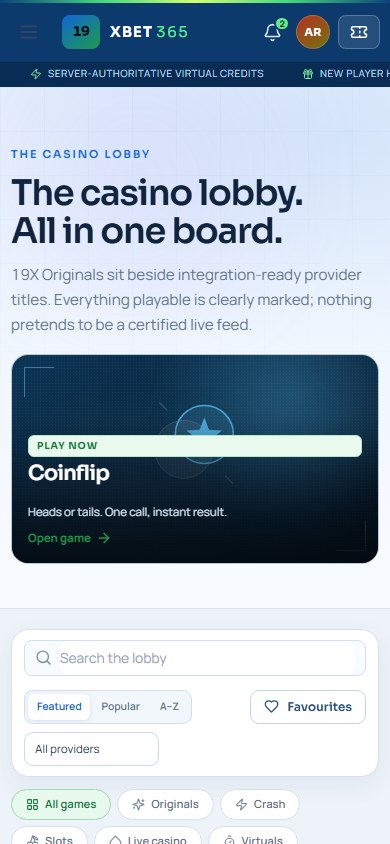 19 XBET 365 2 AR
SERVER-AUTHORITATIVE VIRTUAL CREDITS NEW PLAYER
THE CASINO LOBBY
The casino lobby.
All in one board.
19X Originals sit beside integration-ready provider
titles. Everything playable is clearly marked; nothing
pretends to be a certified live feed.
PLAY NOW
Coinflip
Heads or tails. One call, instant result.
Open game
Search the lobby
Featured Popular A–Z Favourites
All providers
All games Originals Crash
Slots Live casino Virtuals